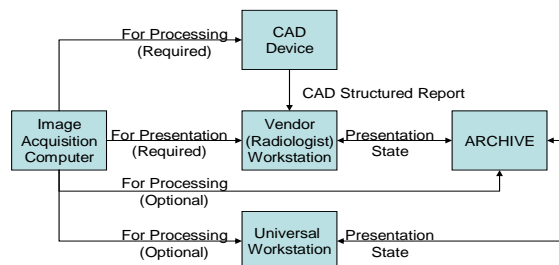 For Processing
(Required)
CAD
Device
CAD Structured Report
Image
Acquisition
Computer
For Presentation
(Required)
Vendor
(Radiologist)
Workstation
Presentation
State
ARCHIVE
For Processing
(Optional)
For Processing
(Optional)
Universal
Workstation
Presentation
State